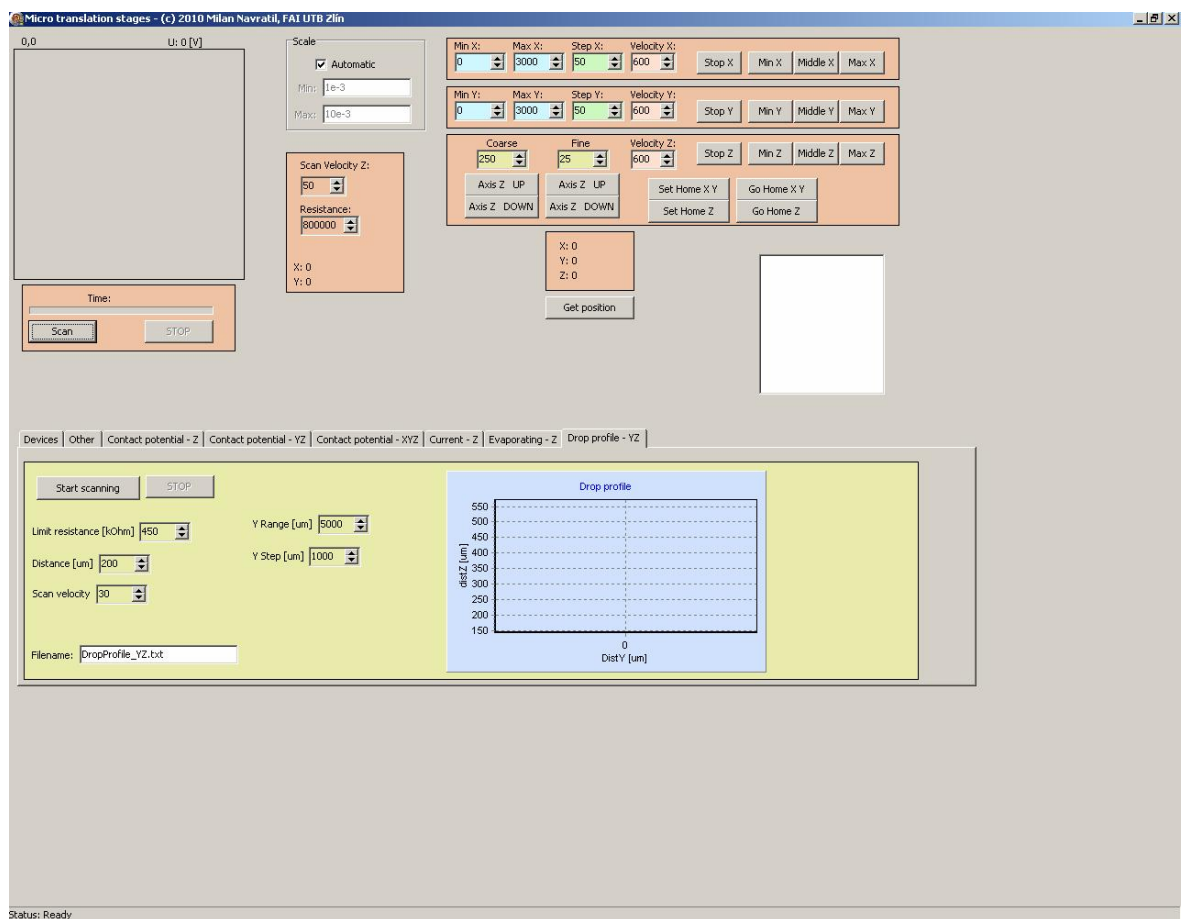 Micro translation stages - (c) 2010 Milan Navratil, FAI UTB Zlín
0,0 U: 0 [V]
Scale
Automatic
Min: 1e-3
Max: 10e-3
Min X: Max X: Step X: Velocity X:
0 3000 50 600 Stop X Min X Middle X Max X
Min Y: Max Y: Step Y: Velocity Y:
0 3000 50 600 Stop Y Min Y Middle Y Max Y
Coarse Fine Velocity Z:
250 25 600 Stop Z Min Z Middle Z Max Z
Axis Z UP Axis Z UP Set Home X Y Go Home X Y
Axis Z DOWN Axis Z DOWN Set Home Z Go Home Z
Scan Velocity Z:
50
Resistance:
800000
X: 0
Y: 0
X: 0
Y: 0
Z: 0
Get position
Time:
Scan STOP
Devices Other Contact potential - Z Contact potential - YZ Contact potential - XYZ Current - Z Evaporating - Z Drop profile - YZ
Start scanning STOP
Limit resistance [kOhm] 450
Distance [um] 200
Scan velocity 30
Y Range [um] 5000
Y Step [um] 1000
Filename: DropProfile_YZ.txt
Drop profile
550
500
450
400
350
300
250
200
150
distZ [um]
0
DistY [um]
Status: Ready